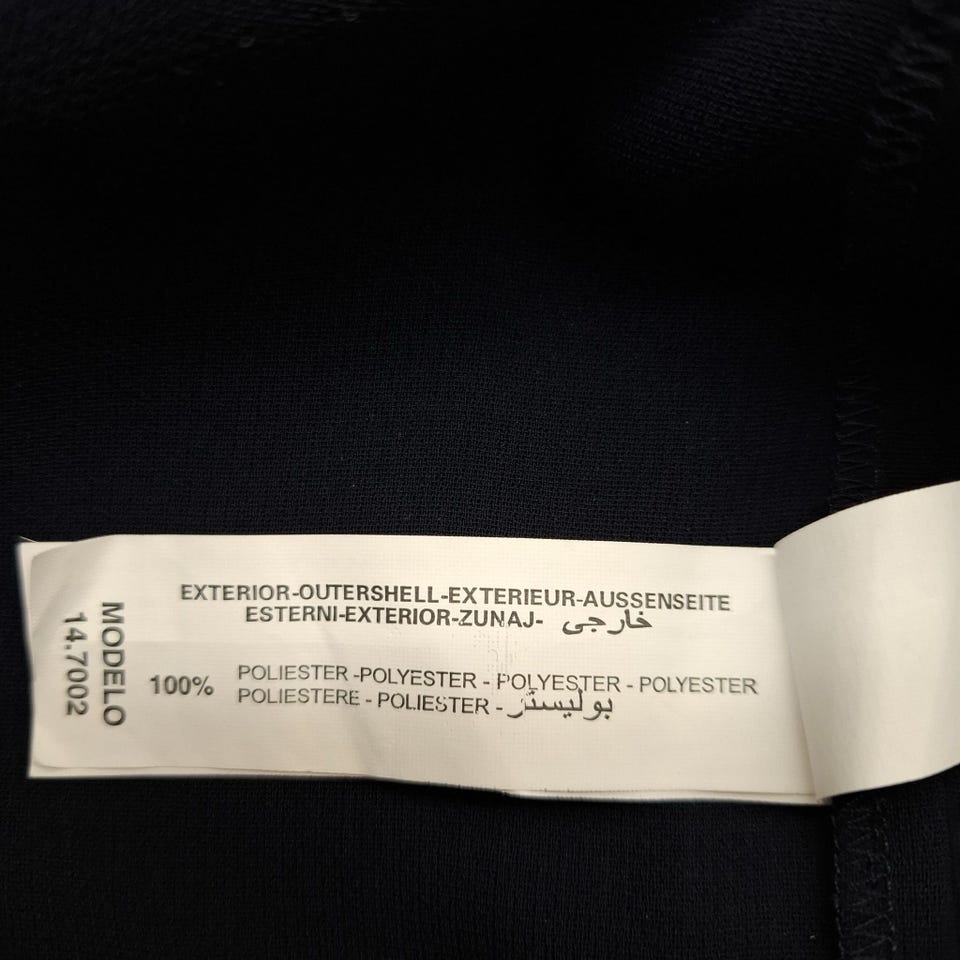 EXTERIOR-OUTERSHELL-EXTERIEUR-AUSSENSEITE
ESTERNI-EXTERIOR-ZUNAJ- خارجى
100% POLIESTER -POLYESTER - POLYESTER - POLYESTER
POLIESTERE - POLIESTER - بوليستر
MODELO
14.7002